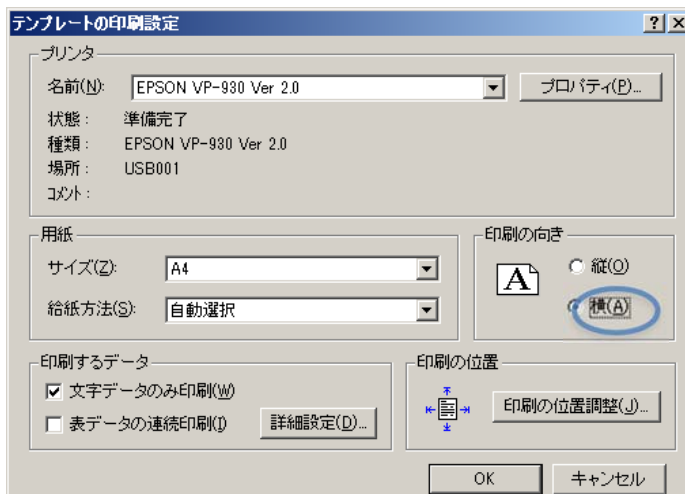 テンプレートの印刷設定
プリンタ
名前(N): EPSON VP-930 Ver 2.0 プロパティ(P)...
状態： 準備完了
種類： EPSON VP-930 Ver 2.0
場所： USB001
コメント：
用紙
サイズ(Z): A4
給紙方法(S): 自動選択
印刷の向き
A
縦(O)
横(A)
印刷するデータ
文字データのみ印刷(W)
表データの連続印刷(I) 詳細設定(D)...
印刷の位置
印刷の位置調整(J)...
OK キャンセル